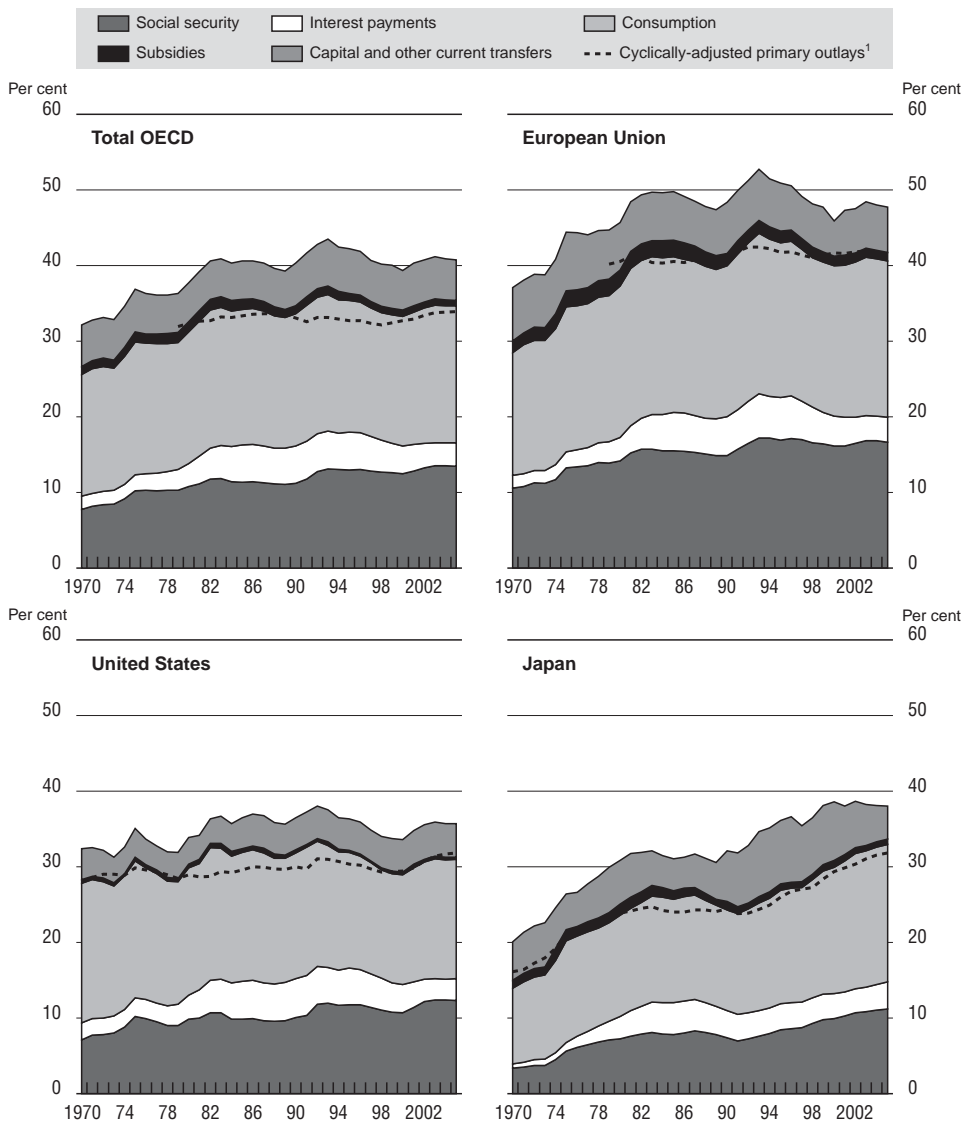 Social security Interest payments Consumption
Subsidies Capital and other current transfers Cyclically-adjusted primary outlays1
Per cent Per cent
60
Total OECD European Union
50 50
40 40
30 30
20 20
10 10
0 0
1970 74 78 82 86 90 94 98 2002 1970 74 78 82 86 90 94 98 2002
Per cent Per cent
60 60
United States Japan
50 50
40 40
30 30
20 20
10 10
0 0
1970 74 78 82 86 90 94 98 2002 1970 74 78 82 86 90 94 98 2002